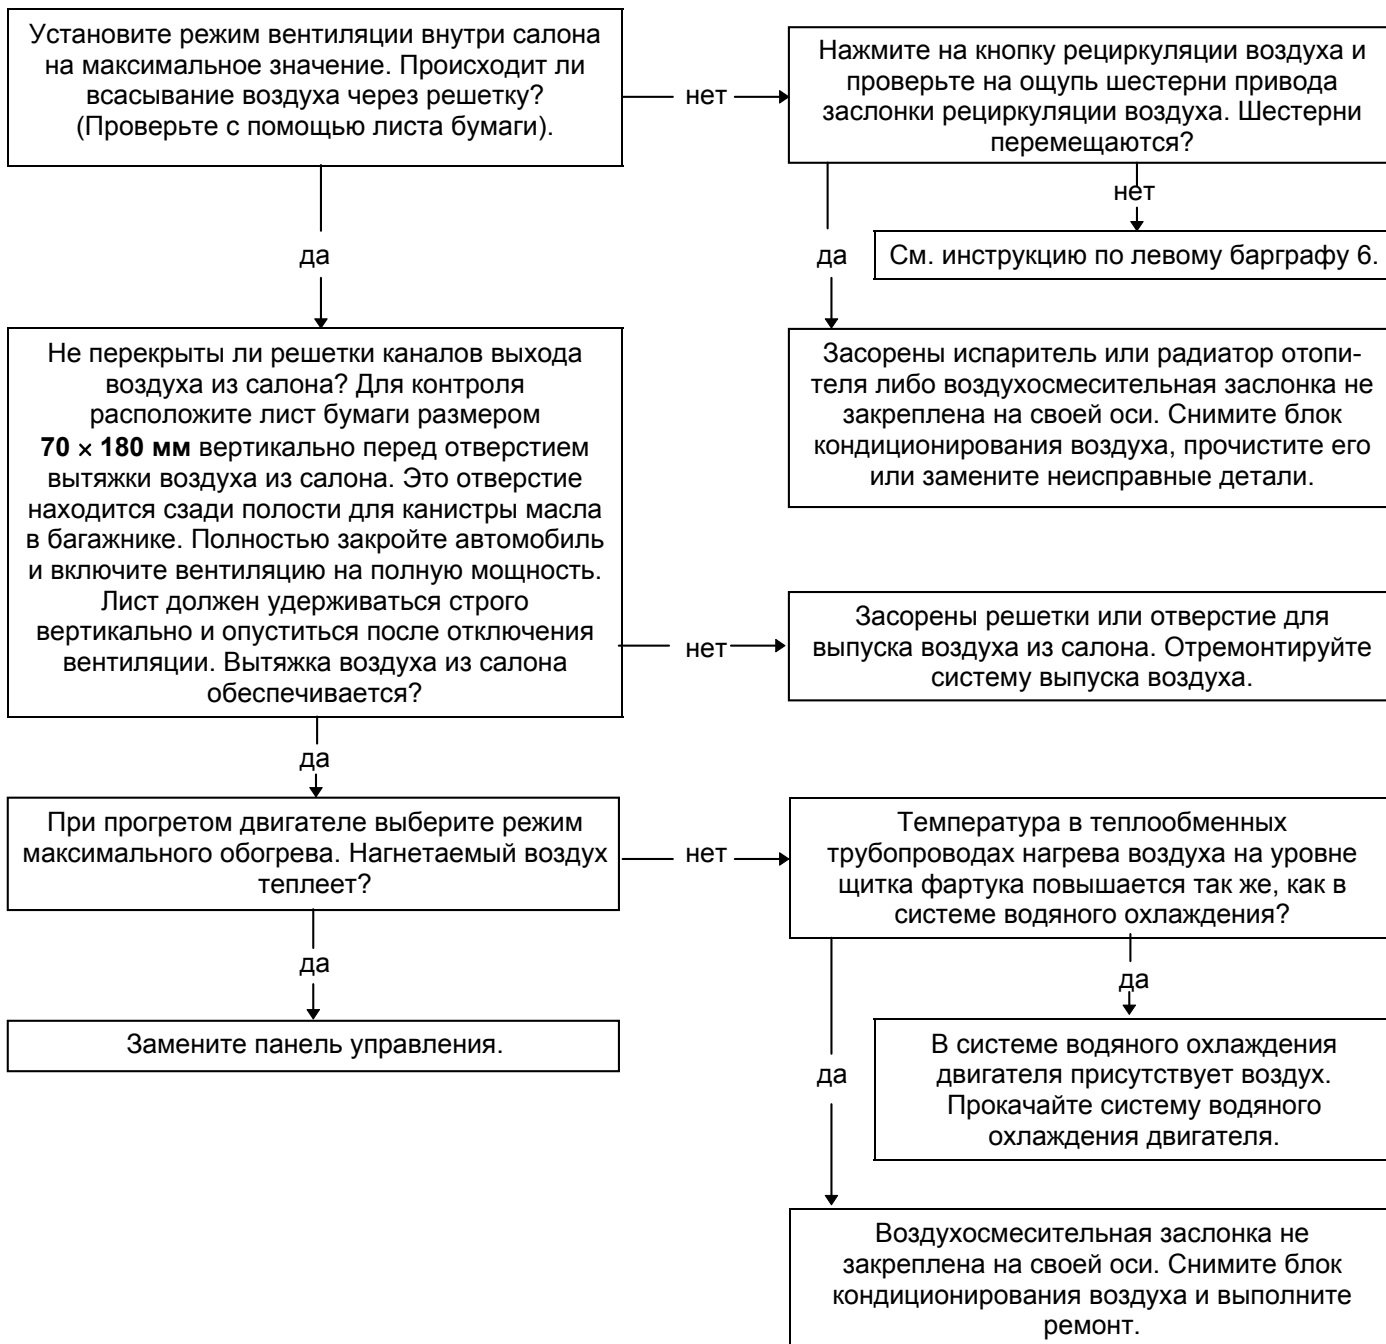 Установите режим вентиляции внутри салона
на максимальное значение. Происходит ли
всасывание воздуха через решетку?
(Проверьте с помощью листа бумаги).
нет
Нажмите на кнопку рециркуляции воздуха и
проверьте на ощупь шестерни привода
заслонки рециркуляции воздуха. Шестерни
перемещаются?
нет
См. инструкцию по левому барграфу 6.
да
Засорены испаритель или радиатор отопи-
теля либо воздухосмесительная заслонка не
закреплена на своей оси. Снимите блок
кондиционирования воздуха, прочистите его
или замените неисправные детали.
да
Не перекрыты ли решетки каналов выхода
воздуха из салона? Для контроля
расположите лист бумаги размером
70 × 180 мм вертикально перед отверстием
вытяжки воздуха из салона. Это отверстие
находится сзади полости для канистры масла
в багажнике. Полностью закройте автомобиль
и включите вентиляцию на полную мощность.
Лист должен удерживаться строго
вертикально и опуститься после отключения
вентиляции. Вытяжка воздуха из салона
обеспечивается?
нет
Засорены решетки или отверстие для
выпуска воздуха из салона. Отремонтируйте
систему выпуска воздуха.
да
При прогретом двигателе выберите режим
максимального обогрева. Нагнетаемый воздух
теплеет?
нет
Температура в теплообменных
трубопроводах нагрева воздуха на уровне
щитка фартука повышается так же, как в
системе водяного охлаждения?
да
Замените панель управления.
да
В системе водяного охлаждения
двигателя присутствует воздух.
Прокачайте систему водяного
охлаждения двигателя.
да
Воздухосмесительная заслонка не
закреплена на своей оси. Снимите блок
кондиционирования воздуха и выполните
ремонт.